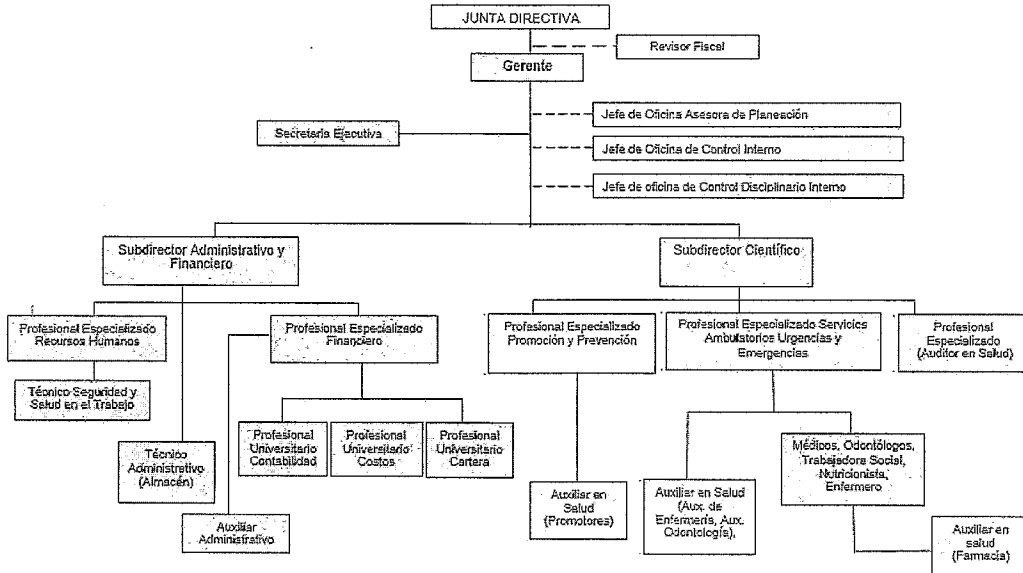 JUNTA DIRECTIVA
Revisor Fiscal
Gerente
Jefe de Oficina Asesora de Planeación
Secretaria Ejecutiva
Jefe de Oficina de Control Interno
Jefe de oficina de Control Disciplinario Interno
Subdirector Administrativo y
Financiero
Subdirector Científico
Profesional Especializado
Recursos Humanos
Profesional Especializado
Financiero
Profesional Especializado
Promoción y Prevención
Profesional Especializado Servicios
Ambulatorios Urgencias y
Emergencias
Profesional
Especializado
(Auditor en Salud)
Técnico Seguridad y
Salud en el Trabajo
Técnico
Administrativo
(Almacén)
Profesional
Universitario
Contabilidad
Profesional
Universitario
Costos
Profesional
Universitario
Cartera
Médicos, Odontólogos,
Trabajadora Social,
Nutricionista,
Enfermero
Auxiliar
Administrativo
Auxiliar en
Salud
(Promotores)
Auxiliar en Salud
(Aux. de
Enfermería, Aux.
Odontología),
Auxiliar en
salud
(Farmacia)